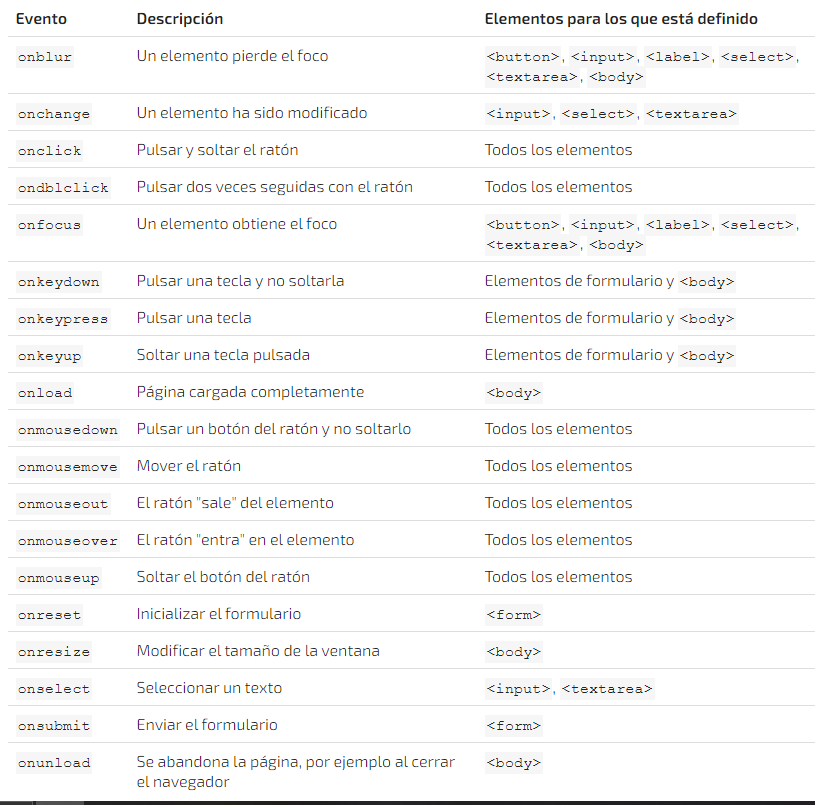 Evento Descripción Elementos para los que está definido
onblur Un elemento pierde el foco <button>, <input>, <label>, <select>,
<textarea>, <body>
onchange Un elemento ha sido modificado <input>, <select>, <textarea>
onclick Pulsar y soltar el ratón Todos los elementos
ondblclick Pulsar dos veces seguidas con el ratón Todos los elementos
onfocus Un elemento obtiene el foco <button>, <input>, <label>, <select>,
<textarea>, <body>
onkeydown Pulsar una tecla y no soltarla Elementos de formulario y <body>
onkeypress Pulsar una tecla Elementos de formulario y <body>
onkeyup Soltar una tecla pulsada Elementos de formulario y <body>
onload Página cargada completamente <body>
onmousedown Pulsar un botón del ratón y no soltarlo Todos los elementos
onmousemove Mover el ratón Todos los elementos
onmouseout El ratón "sale" del elemento Todos los elementos
onmouseover El ratón "entra" en el elemento Todos los elementos
onmouseup Soltar el botón del ratón Todos los elementos
onreset Inicializar el formulario <form>
onresize Modificar el tamaño de la ventana <body>
onselect Seleccionar un texto <input>, <textarea>
onsubmit Enviar el formulario <form>
onunload Se abandona la página, por ejemplo al cerrar <body>
el navegador